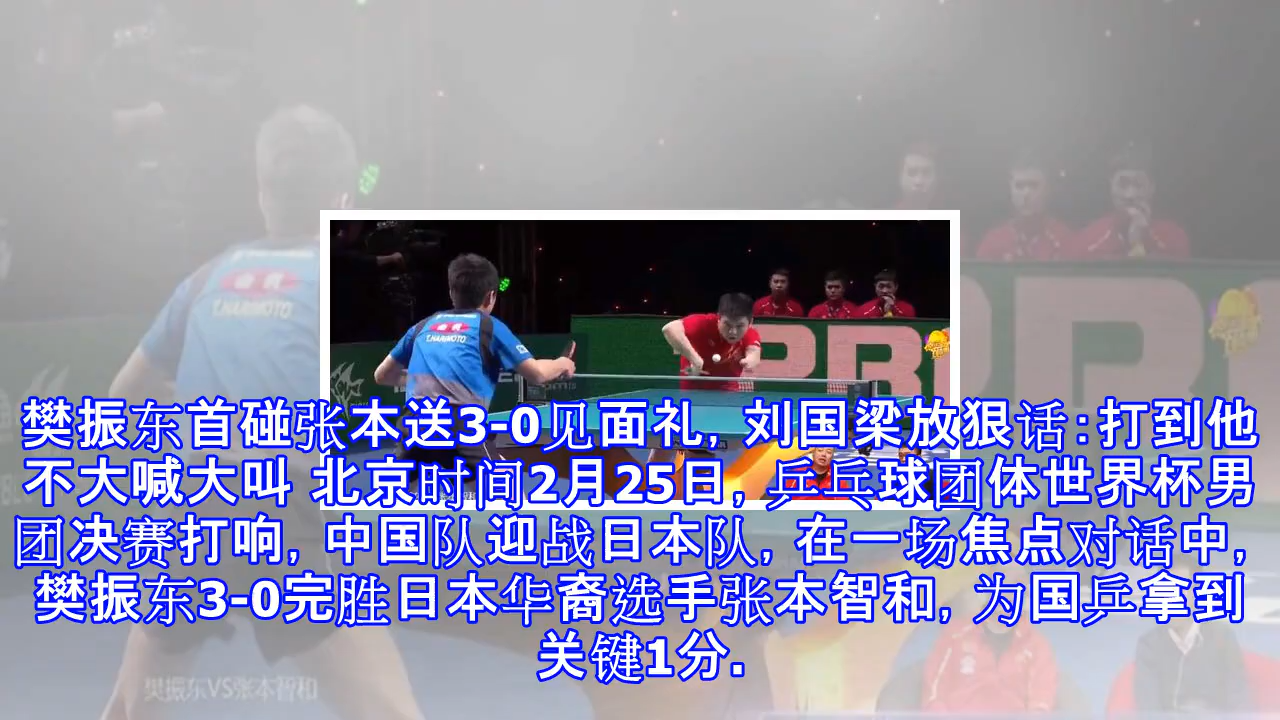 T.HARIMOTO
T.HARIMOTO
樊振东首碰张本送3-0见面礼, 刘国梁放狠话:打到他
不大喊大叫 北京时间2月25日, 乒乓球团体世界杯男
团决赛打响, 中国队迎战日本队, 在一场焦点对话中,
樊振东3-0完胜日本华裔选手张本智和, 为国乒拿到
关键1分.
樊振东VS张本智和